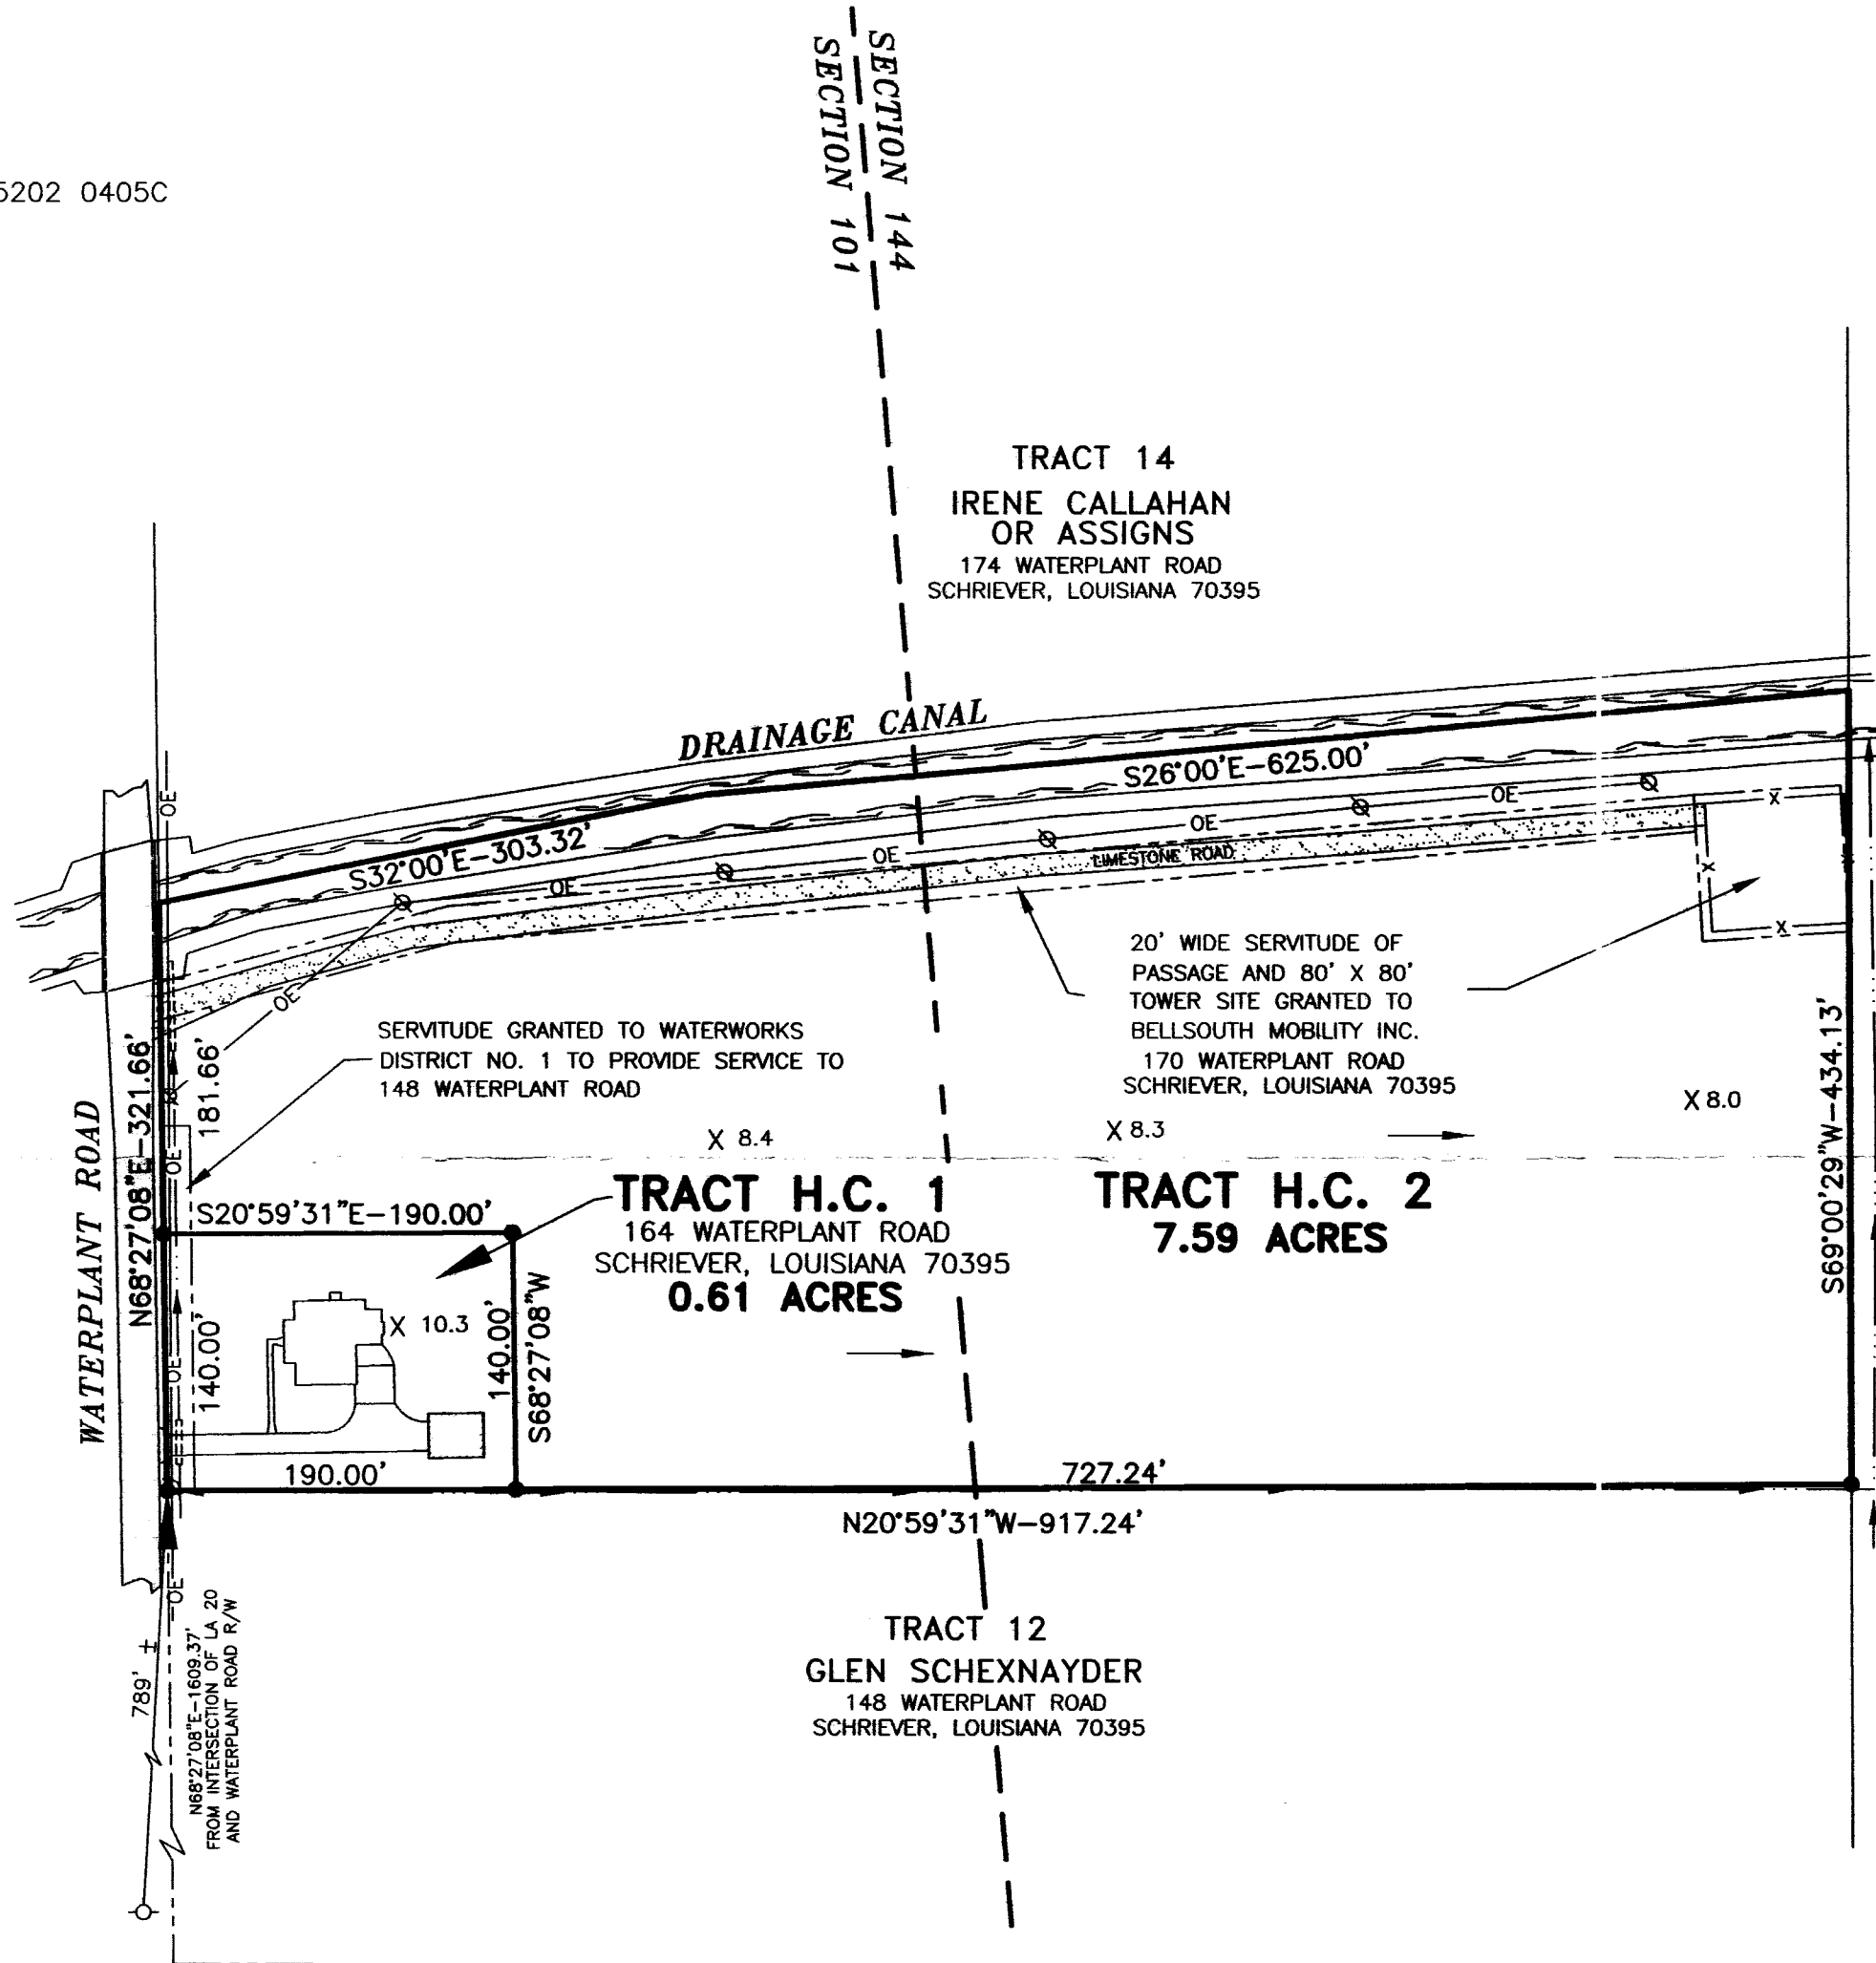 5202 0405C
SECTION 144
SECTION 101
TRACT 14
IRENE CALLAHAN
OR ASSIGNS
174 WATERPLANT ROAD
SCHRIEVER, LOUISIANA 70395
DRAINAGE CANAL
S26°00'E-625.00'
S32°00'E-303.32'
OE
OE
OE
OE
OE
OE
LIMESTONE ROAD
X
X
X
20' WIDE SERVITUDE OF
PASSAGE AND 80' X 80'
TOWER SITE GRANTED TO
BELLSOUTH MOBILITY INC.
170 WATERPLANT ROAD
SCHRIEVER, LOUISIANA 70395
SERVITUDE GRANTED TO WATERWORKS
DISTRICT NO. 1 TO PROVIDE SERVICE TO
148 WATERPLANT ROAD
WATERPLANT ROAD
N68°27'08"E-321.66'
181.66'
OE
X 8.4
X 8.3
X 8.0
S69°00'29"W-434.13'
TRACT H.C. 1
164 WATERPLANT ROAD
SCHRIEVER, LOUISIANA 70395
0.61 ACRES
TRACT H.C. 2
7.59 ACRES
S20°59'31"E-190.00'
X 10.3
140.00'
OE
140.00'
S68°27'08"W
190.00'
727.24'
N20°59'31"W-917.24'
OE
TRACT 12
GLEN SCHEXNAYDER
148 WATERPLANT ROAD
SCHRIEVER, LOUISIANA 70395
789' ±
N68°27'08"E-1609.37'
FROM INTERSECTION OF LA 20
AND WATERPLANT ROAD R/W